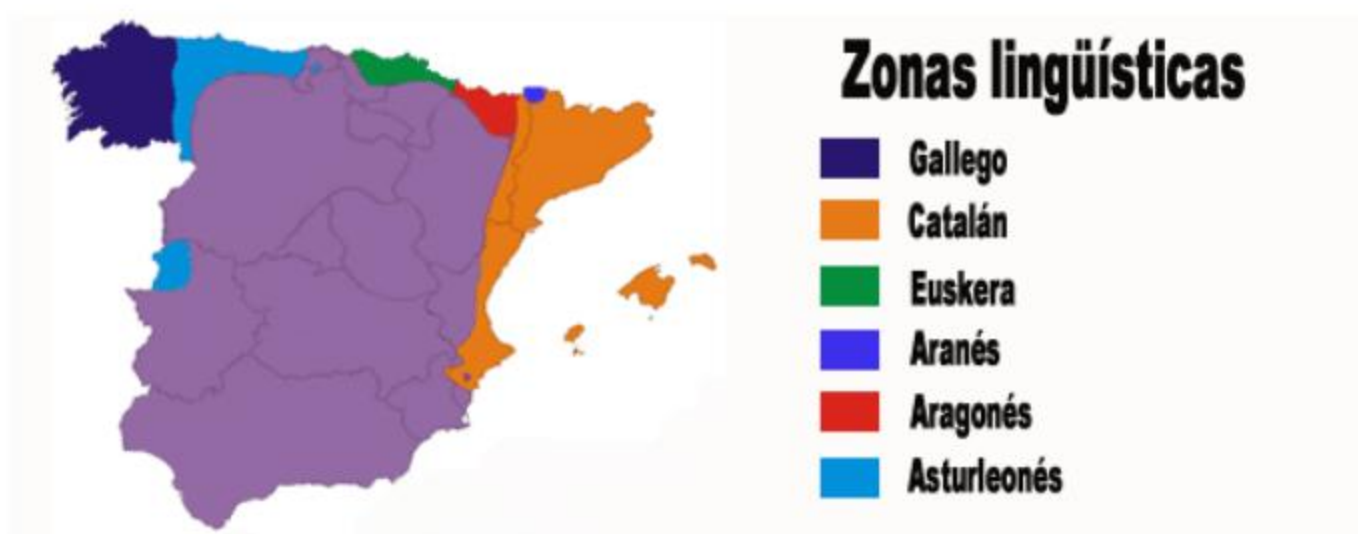 Zonas lingüísticas
Gallego
Catalán
Euskera
Aranés
Aragonés
Asturleonés